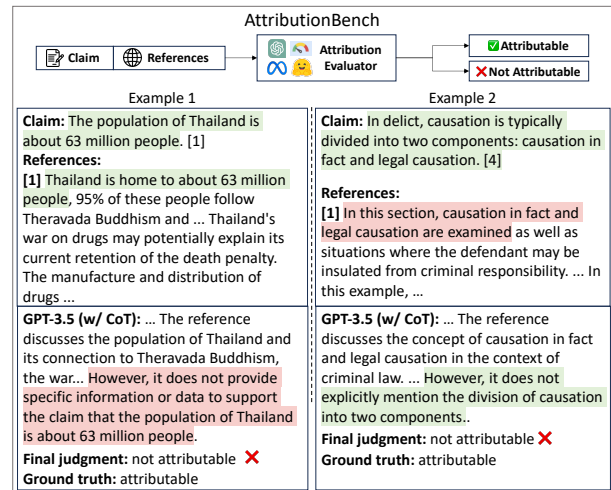 AttributionBench
Claim
References
Attribution
Evaluator
Attributable
Not Attributable
Example 1
Claim: The population of Thailand is
about 63 million people. [1]
References:
[1] Thailand is home to about 63 million
people, 95% of these people follow
Theravada Buddhism and ... Thailand's
war on drugs may potentially explain its
current retention of the death penalty.
The manufacture and distribution of
drugs ...
GPT-3.5 (w/ CoT): ... The reference
discusses the population of Thailand and
its connection to Theravada Buddhism,
the war... However, it does not provide
specific information or data to support
the claim that the population of Thailand
is about 63 million people.
Final judgment: not attributable
Ground truth: attributable
Example 2
Claim: In delict, causation is typically
divided into two components: causation in
fact and legal causation. [4]
References:
[1] In this section, causation in fact and
legal causation are examined as well as
situations where the defendant may be
insulated from criminal responsibility. ... In
this example, ...
GPT-3.5 (w/ CoT): ... The reference
discusses the concept of causation in fact
and legal causation in the context of
criminal law. ... However, it does not
explicitly mention the division of causation
into two components..
Final judgment: not attributable
Ground truth: attributable